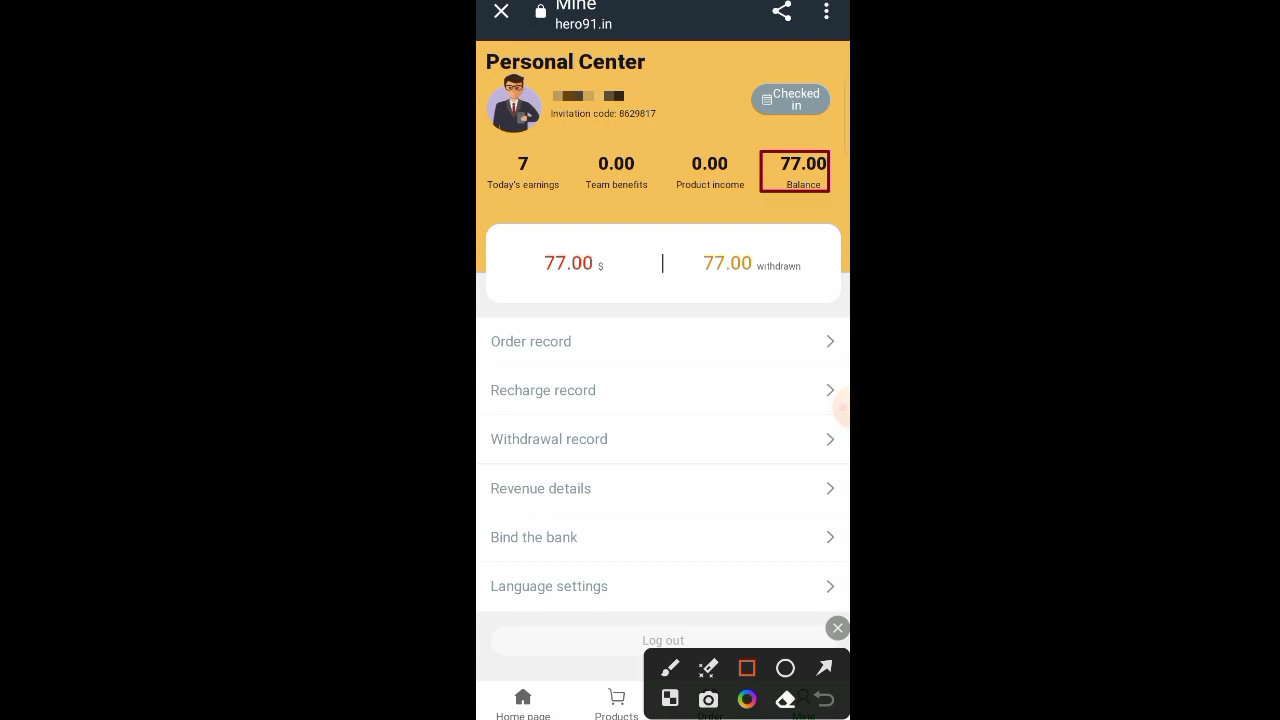 Mine
hero91.in
Personal Center
Invitation code: 8629817
Checked in
7 0.00 0.00 77.00
Today's earnings Team benefits Product income Balance
77.00 $ | 77.00 withdrawn
Order record
Recharge record
Withdrawal record
Revenue details
Bind the bank
Language settings
Log out
Home page Products Order Mine